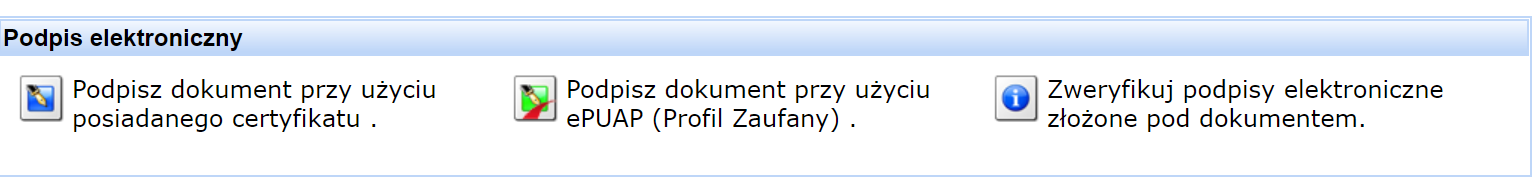 Podpis elektroniczny
Podpisz dokument przy użyciu
posiadanego certyfikatu .
Podpisz dokument przy użyciu
ePUAP (Profil Zaufany) .
Zweryfikuj podpisy elektroniczne
złożone pod dokumentem.